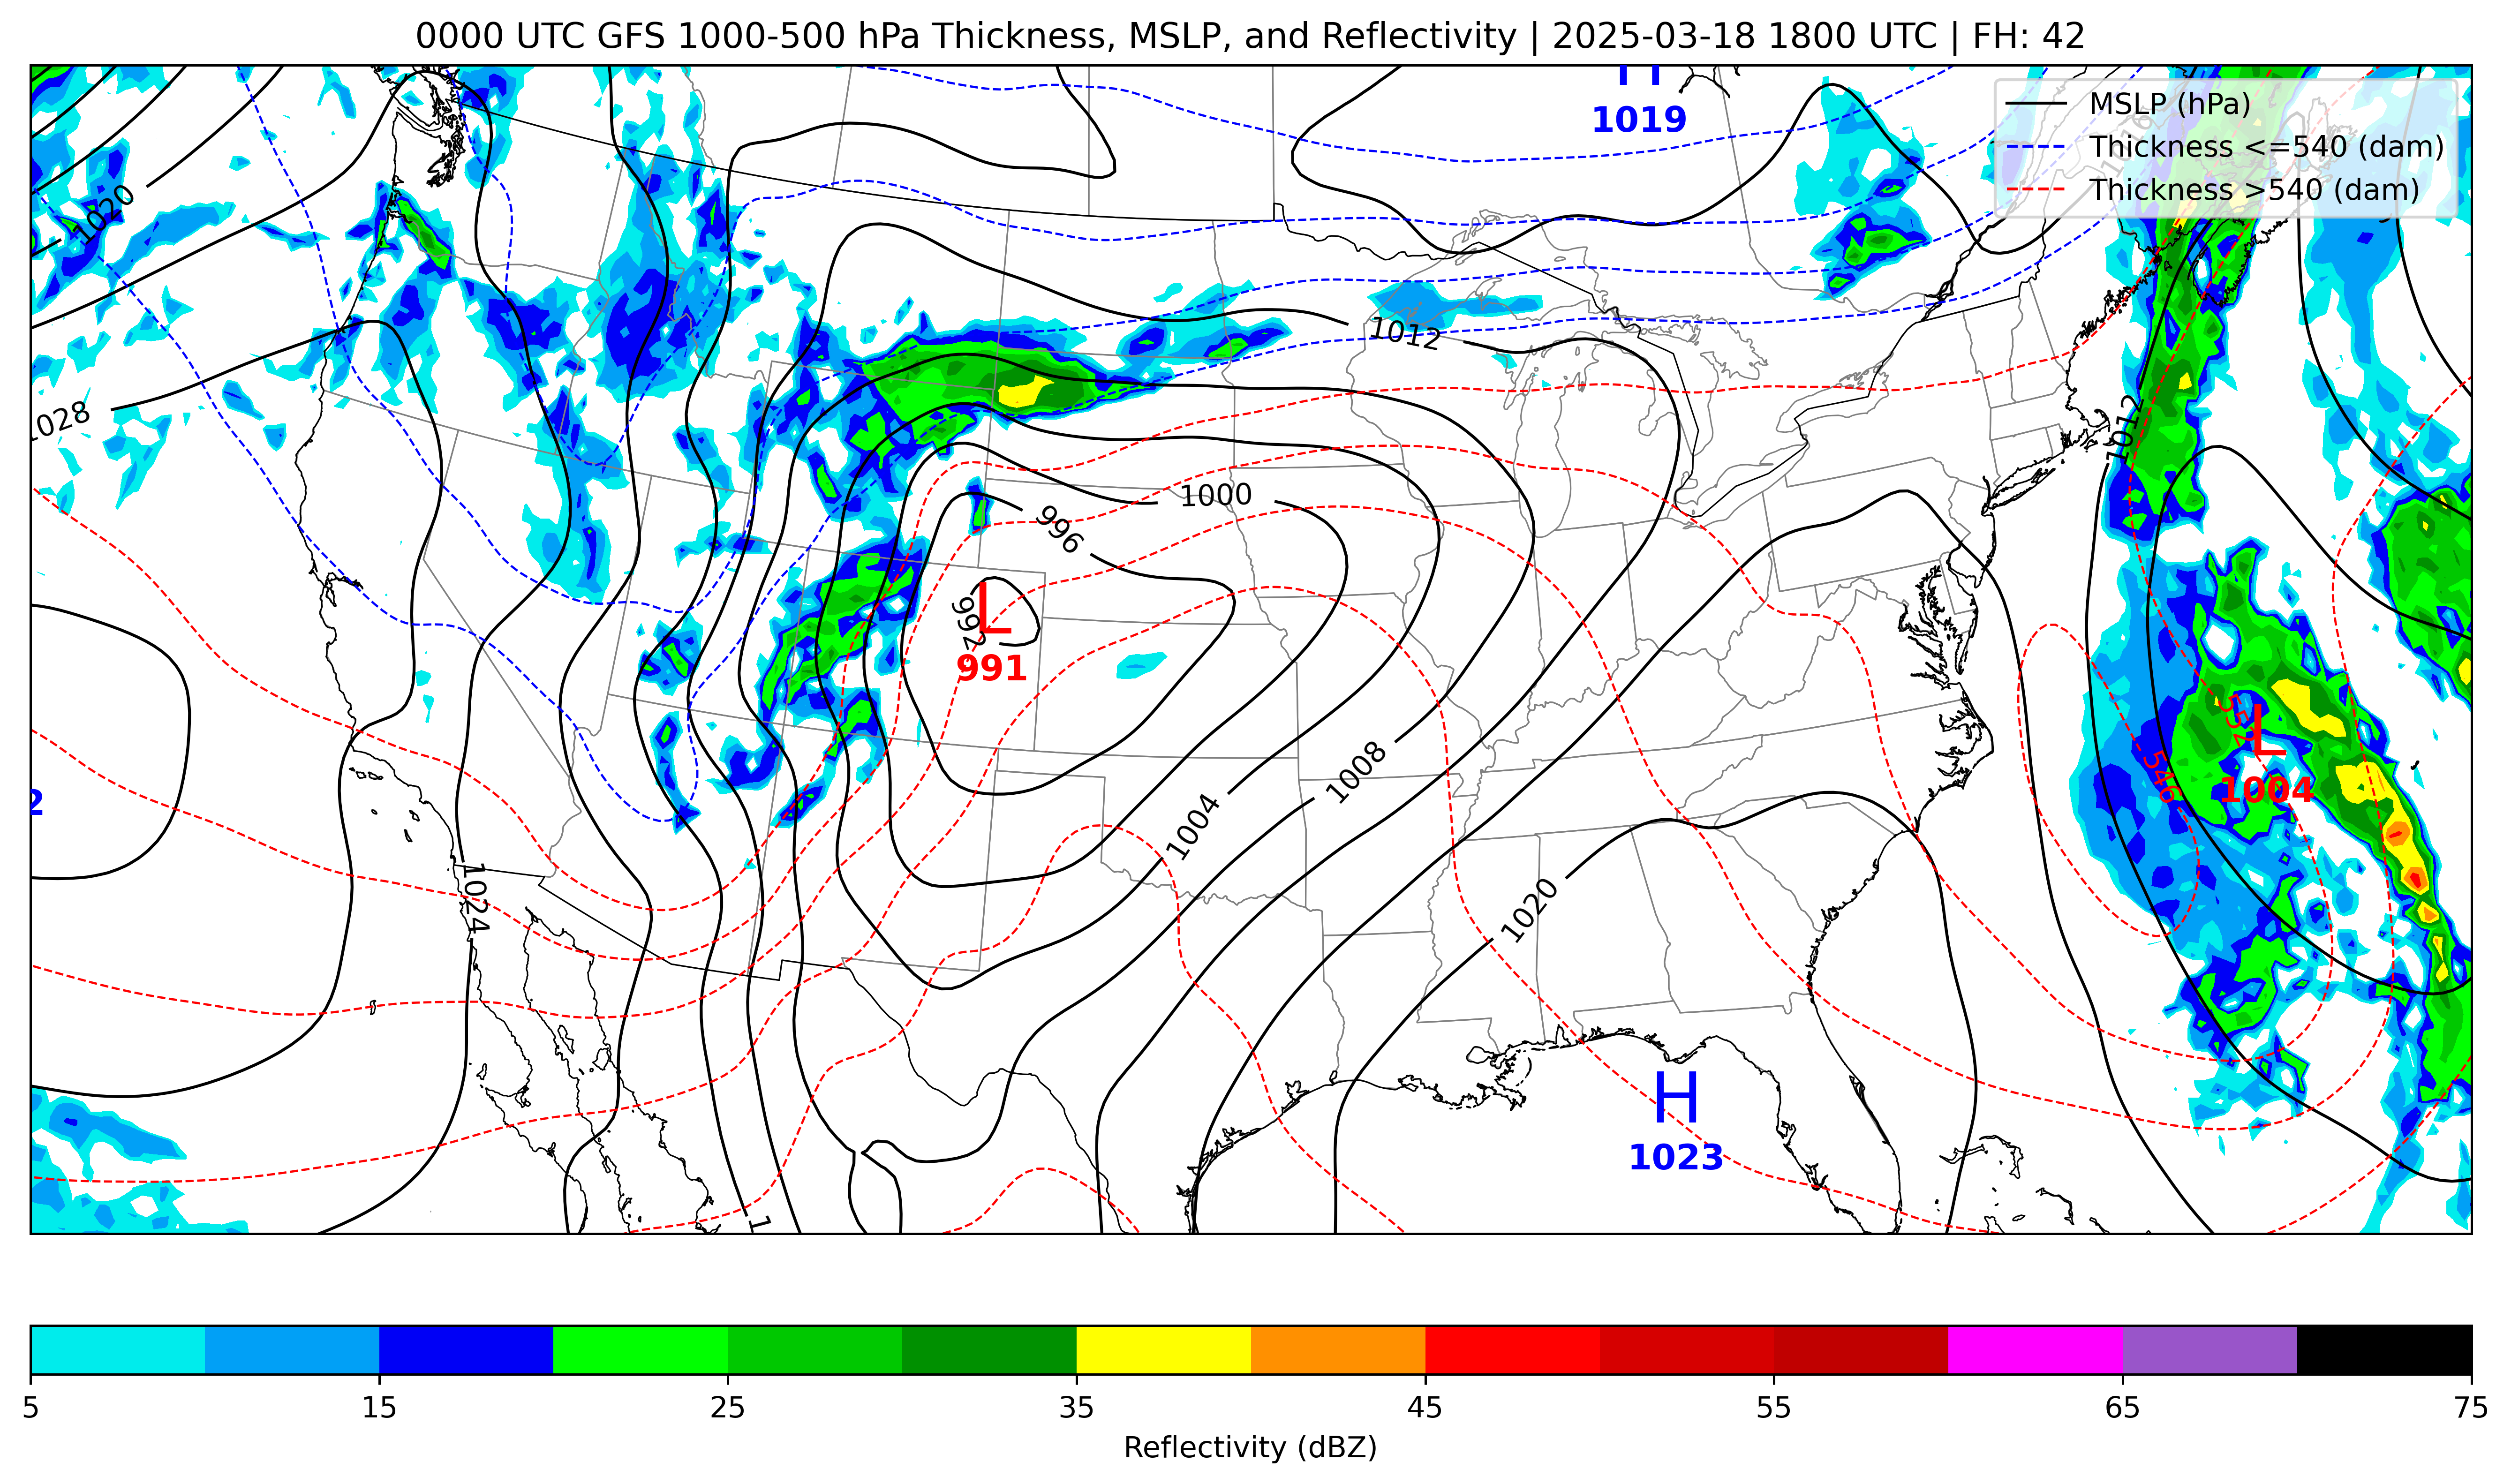 0000 UTC GFS 1000-500 hPa Thickness, MSLP, and Reflectivity | 2025-03-18 1800 UTC | FH: 42
MSLP (hPa)
Thickness <=540 (dam)
Thickness >540 (dam)
H
1019
1016
1020
1012
1028
1012
1000
996
992
L
991
552
L
546
1004
2
1008
1004
1024
1020
H
1023
1
5 15 25 35 45 55 65 75
Reflectivity (dBZ)